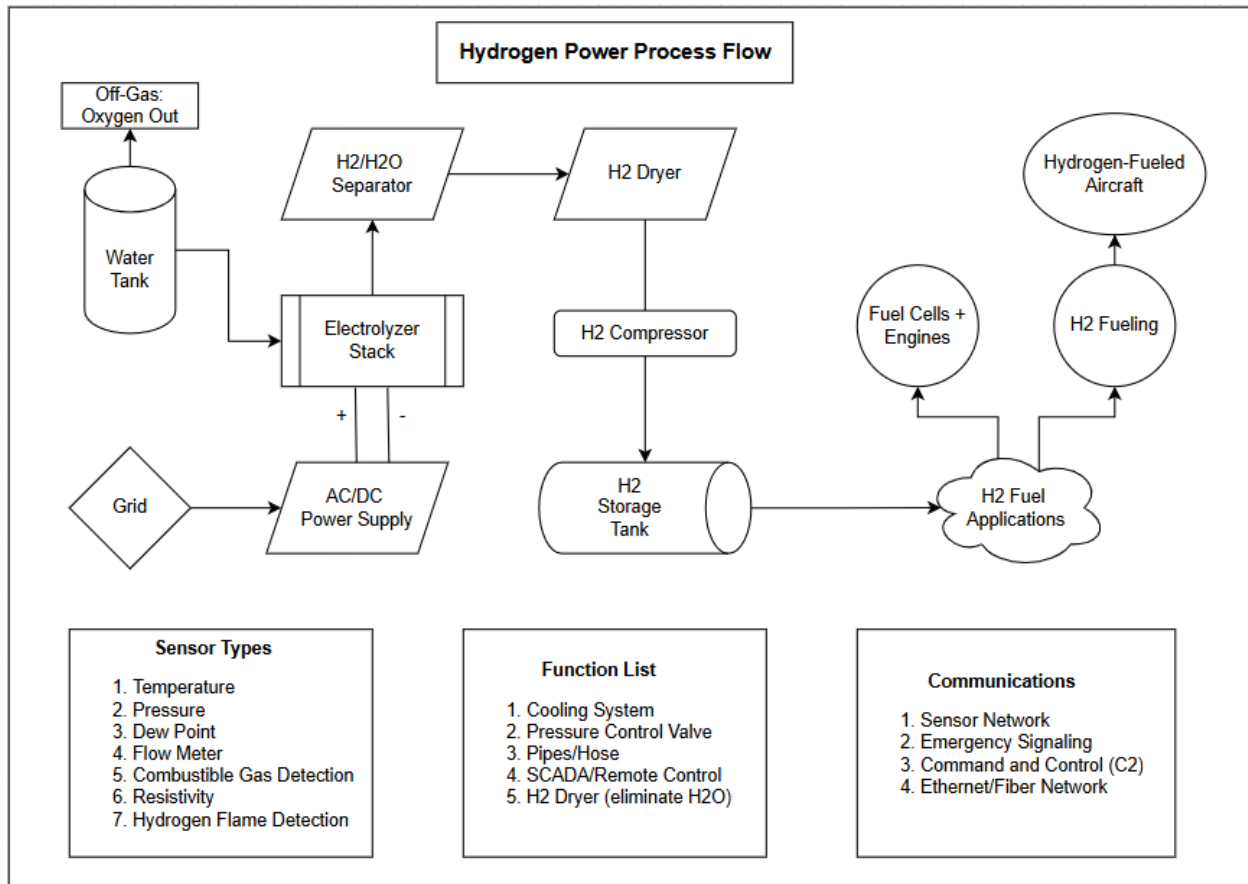 Hydrogen Power Process Flow
Off-Gas:
Oxygen Out
Water
Tank
H2/H2O
Separator
H2 Dryer
Hydrogen-Fueled
Aircraft
Electrolyzer
Stack
H2 Compressor
Fuel Cells +
Engines
H2 Fueling
+
-
Grid
AC/DC
Power Supply
H2
Storage
Tank
H2 Fuel
Applications
Sensor Types
1. Temperature
2. Pressure
3. Dew Point
4. Flow Meter
5. Combustible Gas Detection
6. Resistivity
7. Hydrogen Flame Detection
Function List
1. Cooling System
2. Pressure Control Valve
3. Pipes/Hose
4. SCADA/Remote Control
5. H2 Dryer (eliminate H2O)
Communications
1. Sensor Network
2. Emergency Signaling
3. Command and Control (C2)
4. Ethernet/Fiber Network